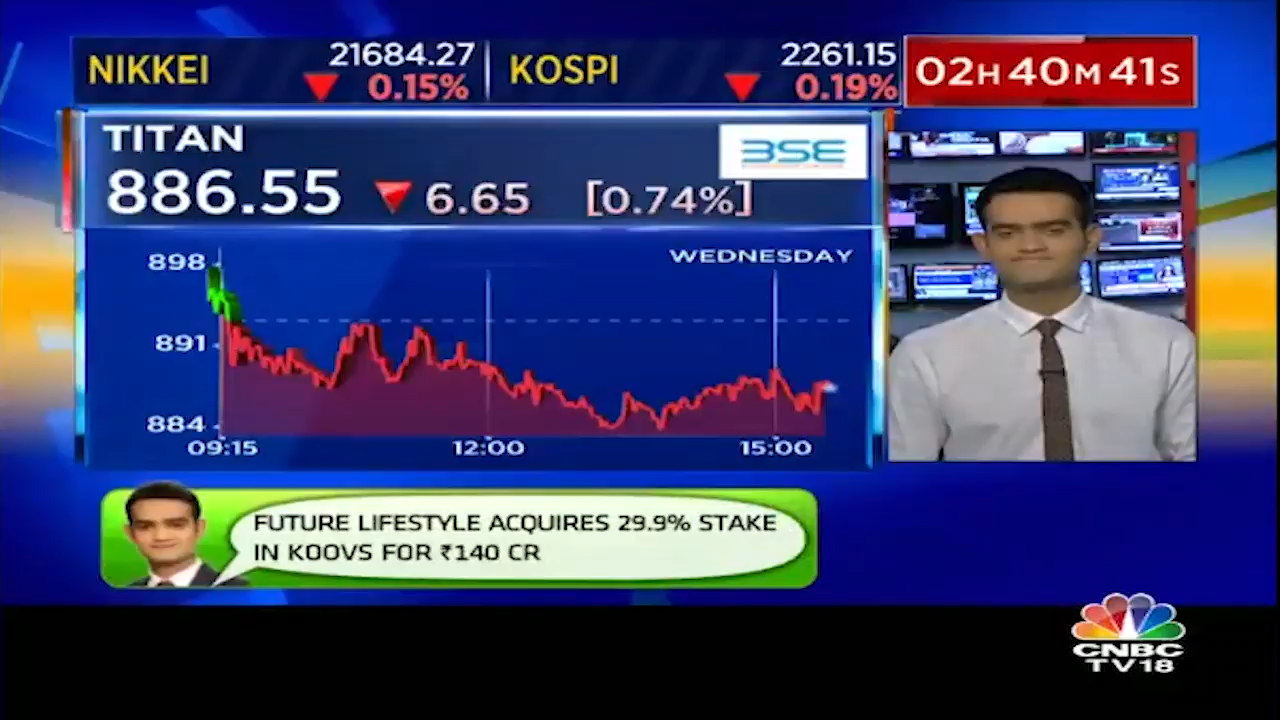 NIKKEI 21684.27 0.15%
KOSPI 2261.15 0.19%
02H 40M 41S
TITAN
886.55 6.65 [0.74%]
BSE
WEDNESDAY
898
891
884
09:15 12:00 15:00
FUTURE LIFESTYLE ACQUIRES 29.9% STAKE
IN KOOVS FOR ₹140 CR
CNBC
TV18